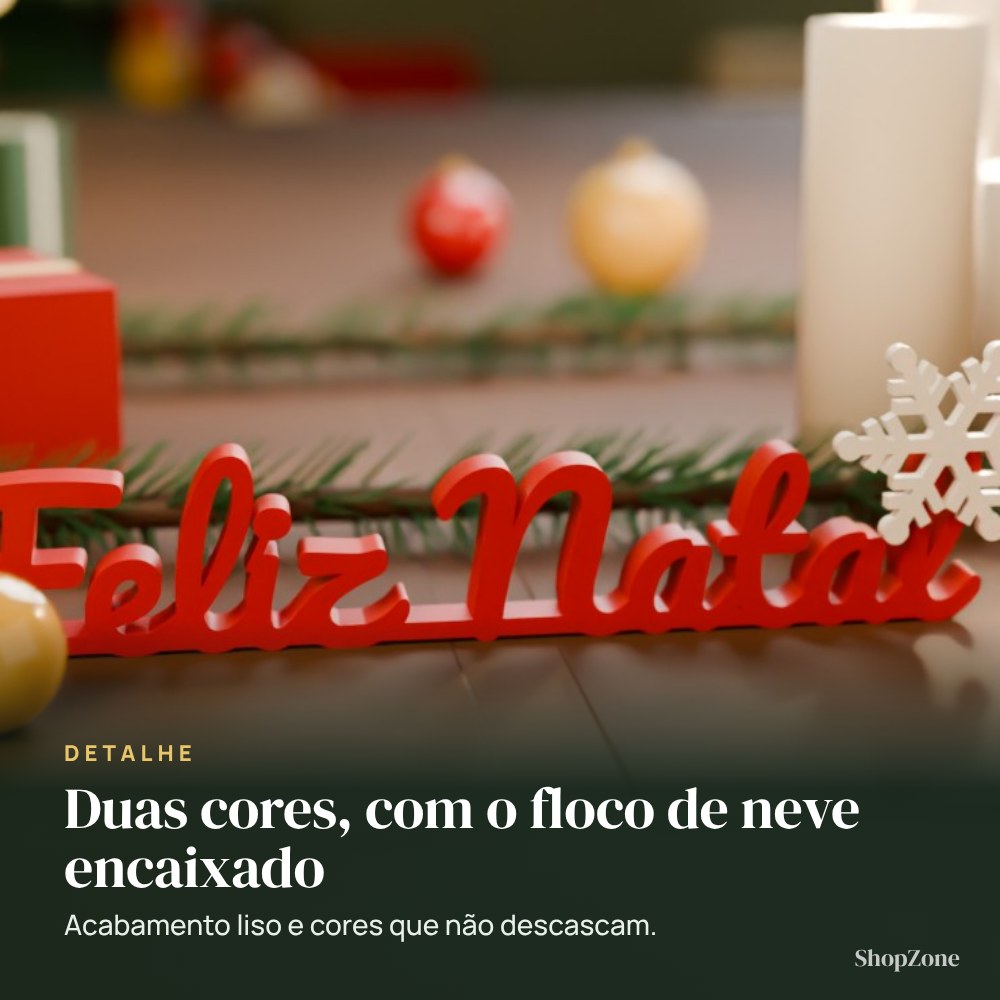 Feliz Natal
DETALHE
Duas cores, com o floco de neve
encaixado
Acabamento liso e cores que não descascam.
ShopZone